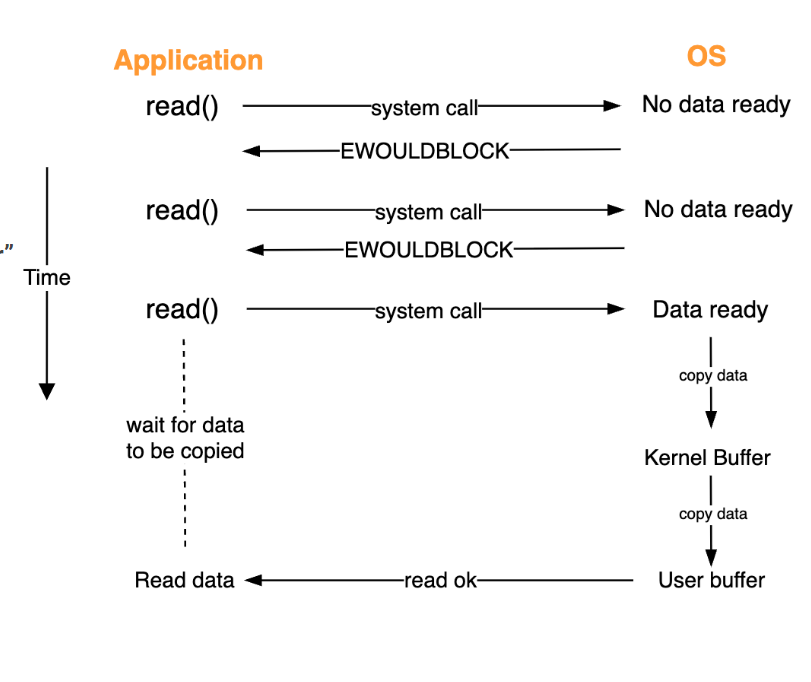 Application
OS
read()
system call
No data ready
EWOULDBLOCK
read()
system call
No data ready
EWOULDBLOCK
Time
read()
system call
Data ready
copy data
wait for data
to be copied
Kernel Buffer
copy data
Read data
read ok
User buffer